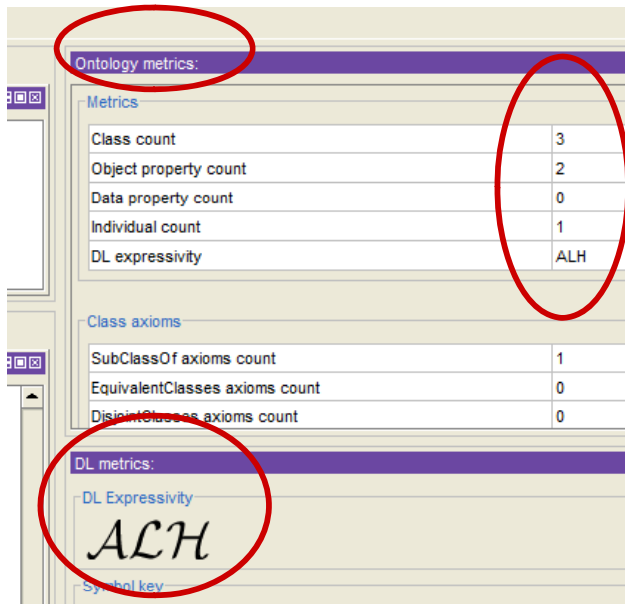 Ontology metrics:
Metrics
Class count 3
Object property count 2
Data property count 0
Individual count 1
DL expressivity ALH
Class axioms
SubClassOf axioms count 1
EquivalentClasses axioms count 0
DisjointClasses axioms count 0
DL metrics:
DL Expressivity
ALH
Symbol key